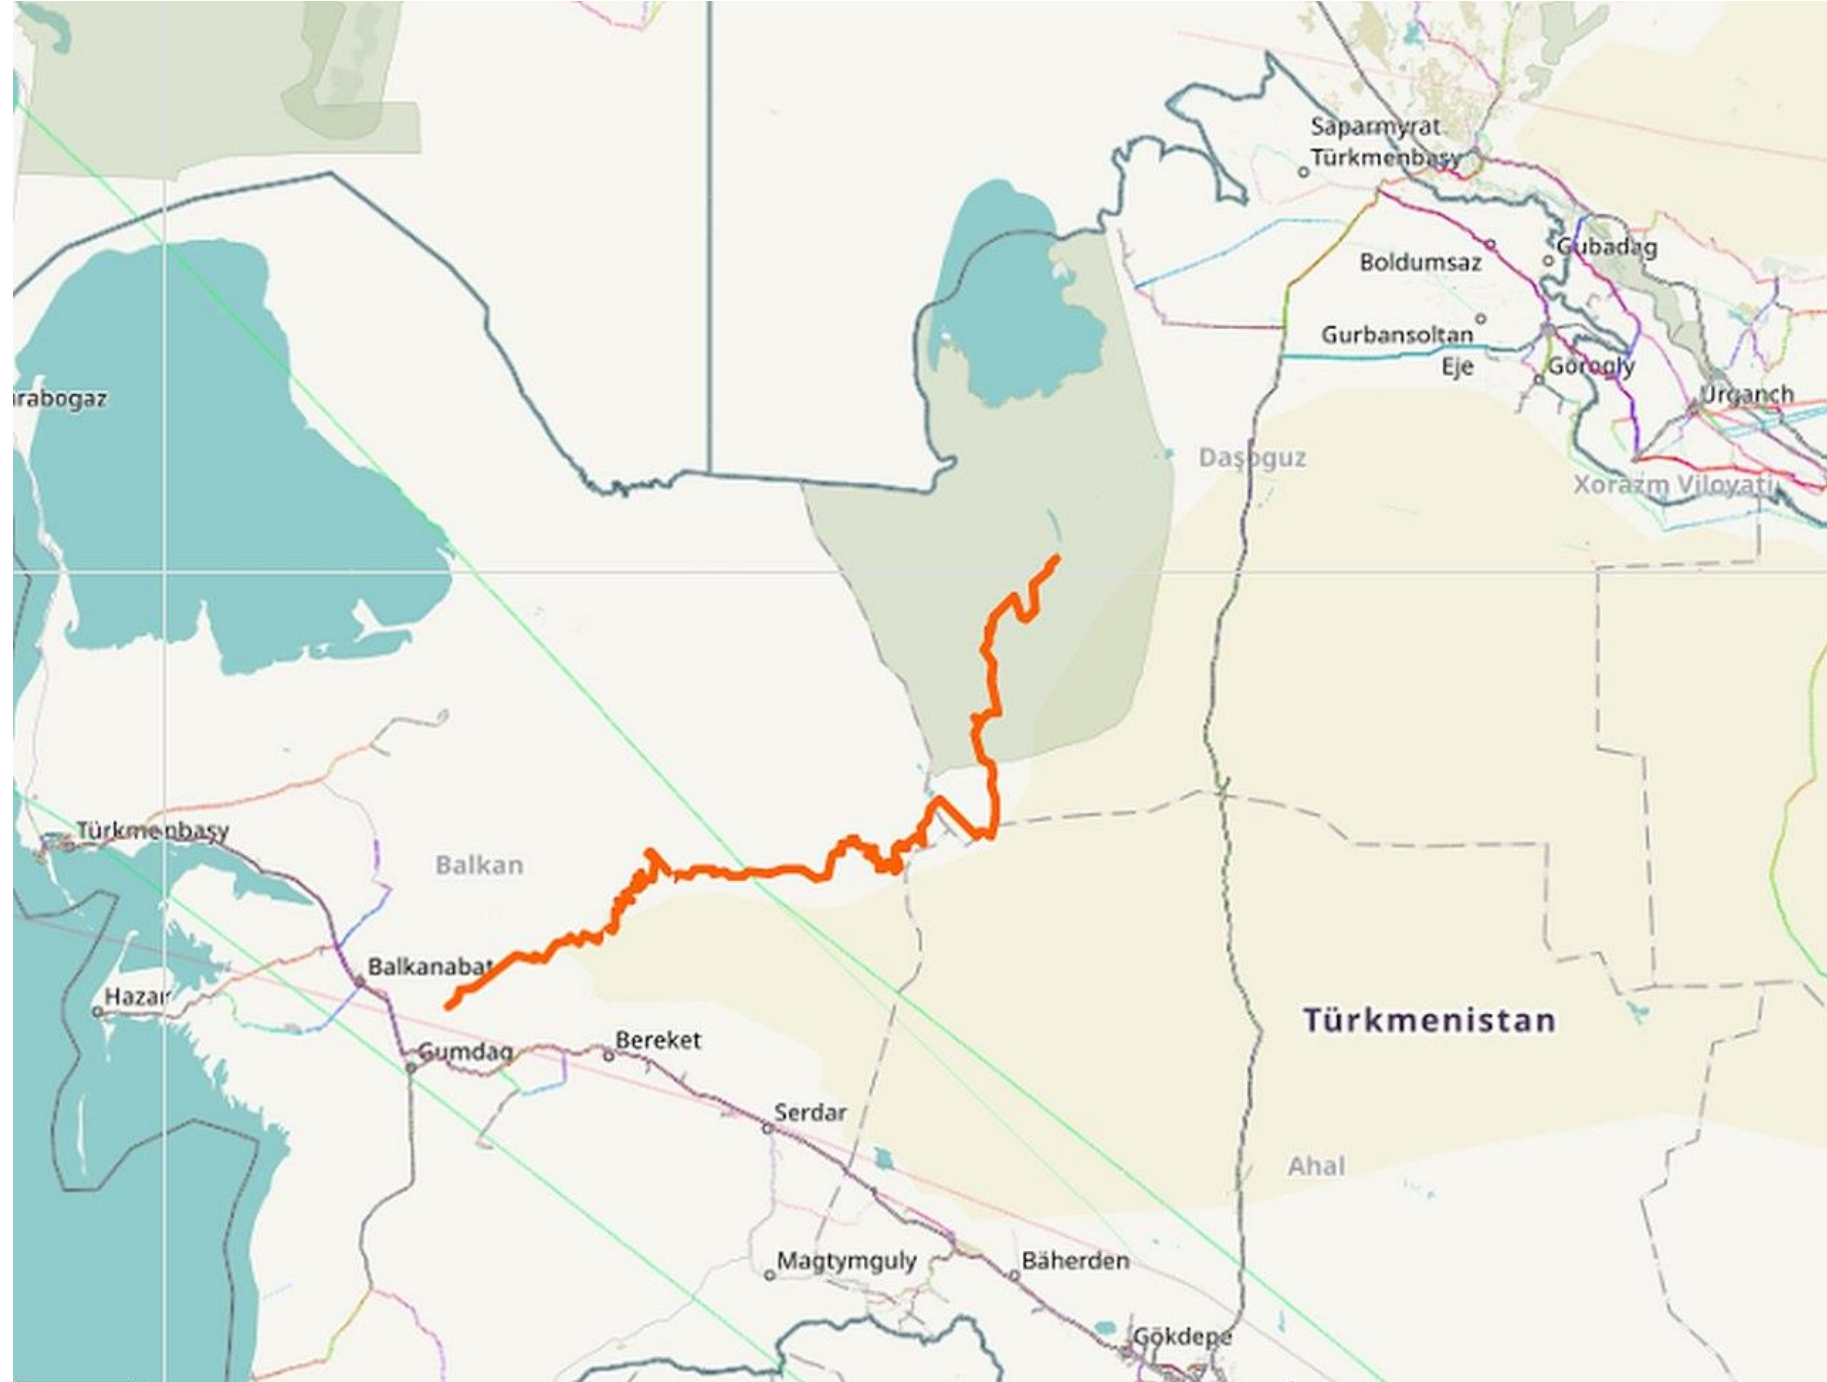 Saparmyrat
Türkmenbaşy
Gubadag
Boldumsaz
Gurbansoltan
Eje
Görogly
Urganch
Daşoguz
Xorazm Viloyati
Türkmenbaşy
Balkan
Balkanabat
Hazar
Türkmenistan
Gumdag
Bereket
Serdar
Ahal
Magtymguly
Bäherden
Gökdepe